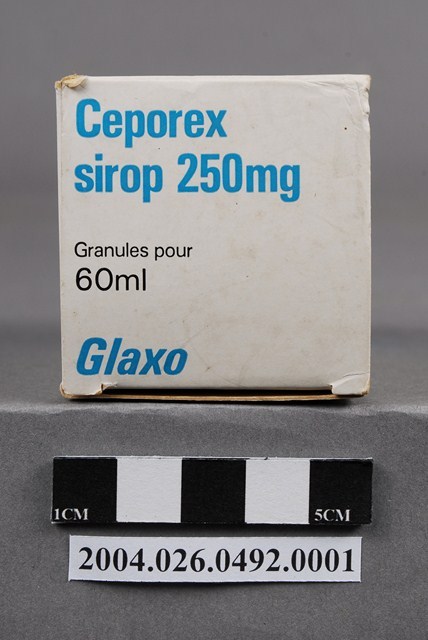 Ceporex
sirop 250mg
Granules pour
60ml
Glaxo
1CM 5CM
2004.026.0492.0001